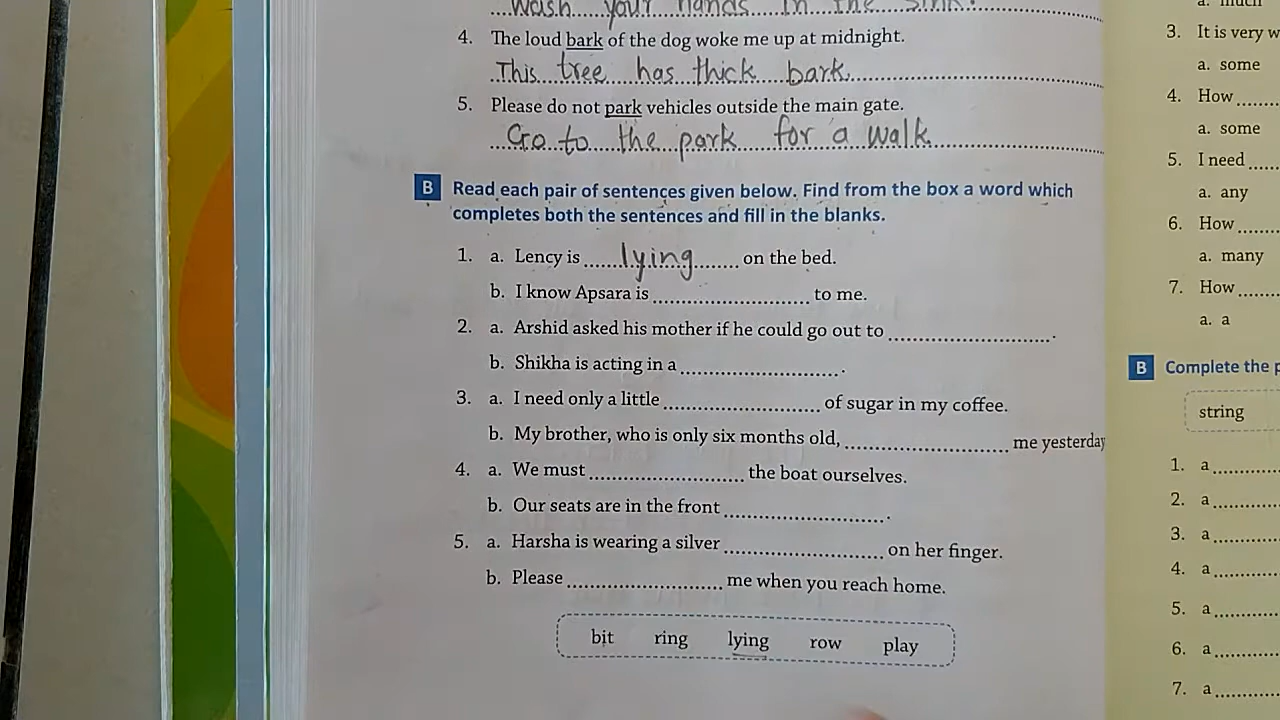 Wash your hands in the sink.
4. The loud bark of the dog woke me up at midnight.
This tree has thick bark.
5. Please do not park vehicles outside the main gate.
Go to the park for a walk
B Read each pair of sentences given below. Find from the box a word which
completes both the sentences and fill in the blanks.
1. a. Lency is lying on the bed.
b. I know Apsara is .......... to me.
2. a. Arshid asked his mother if he could go out to .......... .
b. Shikha is acting in a .......... .
3. a. I need only a little .......... of sugar in my coffee.
b. My brother, who is only six months old, .......... me yesterday
4. a. We must .......... the boat ourselves.
b. Our seats are in the front .......... .
5. a. Harsha is wearing a silver .......... on her finger.
b. Please .......... me when you reach home.
bit ring lying row play
a. much
3. It is very w
a. some
4. How ......
a. some
5. I need ....
a. any
6. How ......
a. many
7. How ......
a. a
B Complete the p
string
1. a ..........
2. a ..........
3. a ..........
4. a ..........
5. a ..........
6. a ..........
7. a ..........